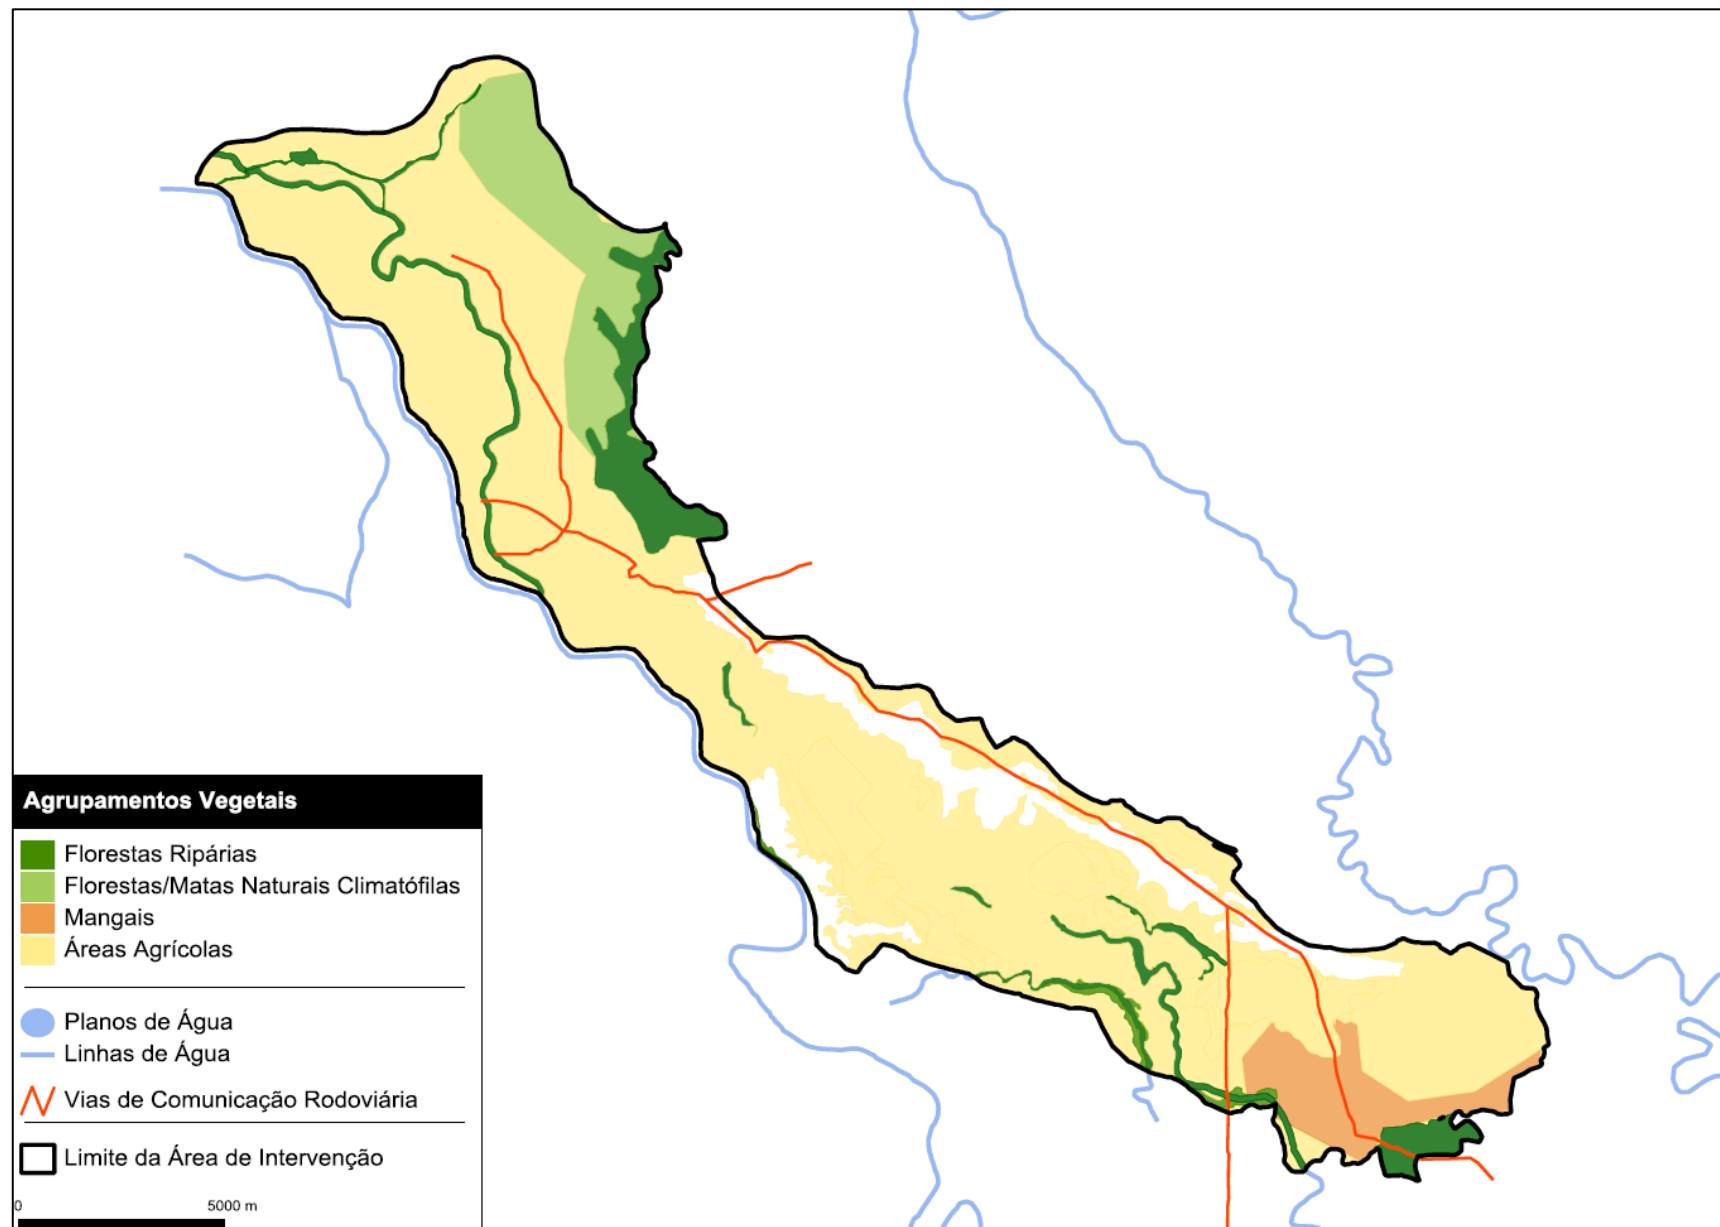 Agrupamentos Vegetais
Florestas Ripárias
Florestas/Matas Naturais Climatófilas
Mangais
Áreas Agrícolas
Planos de Água
Linhas de Água
Vias de Comunicação Rodoviária
Limite da Área de Intervenção
0 5000 m